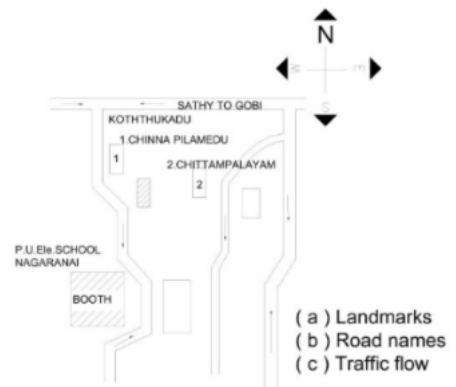 N
W
E
S
SATHY TO GOBI
KOTHTHUKADU
1.CHINNA PILAMEDU
1
2.CHITTAMPALAYAM
2
P.U.Ele.SCHOOL
NAGARANAI
BOOTH
( a ) Landmarks
( b ) Road names
( c ) Traffic flow